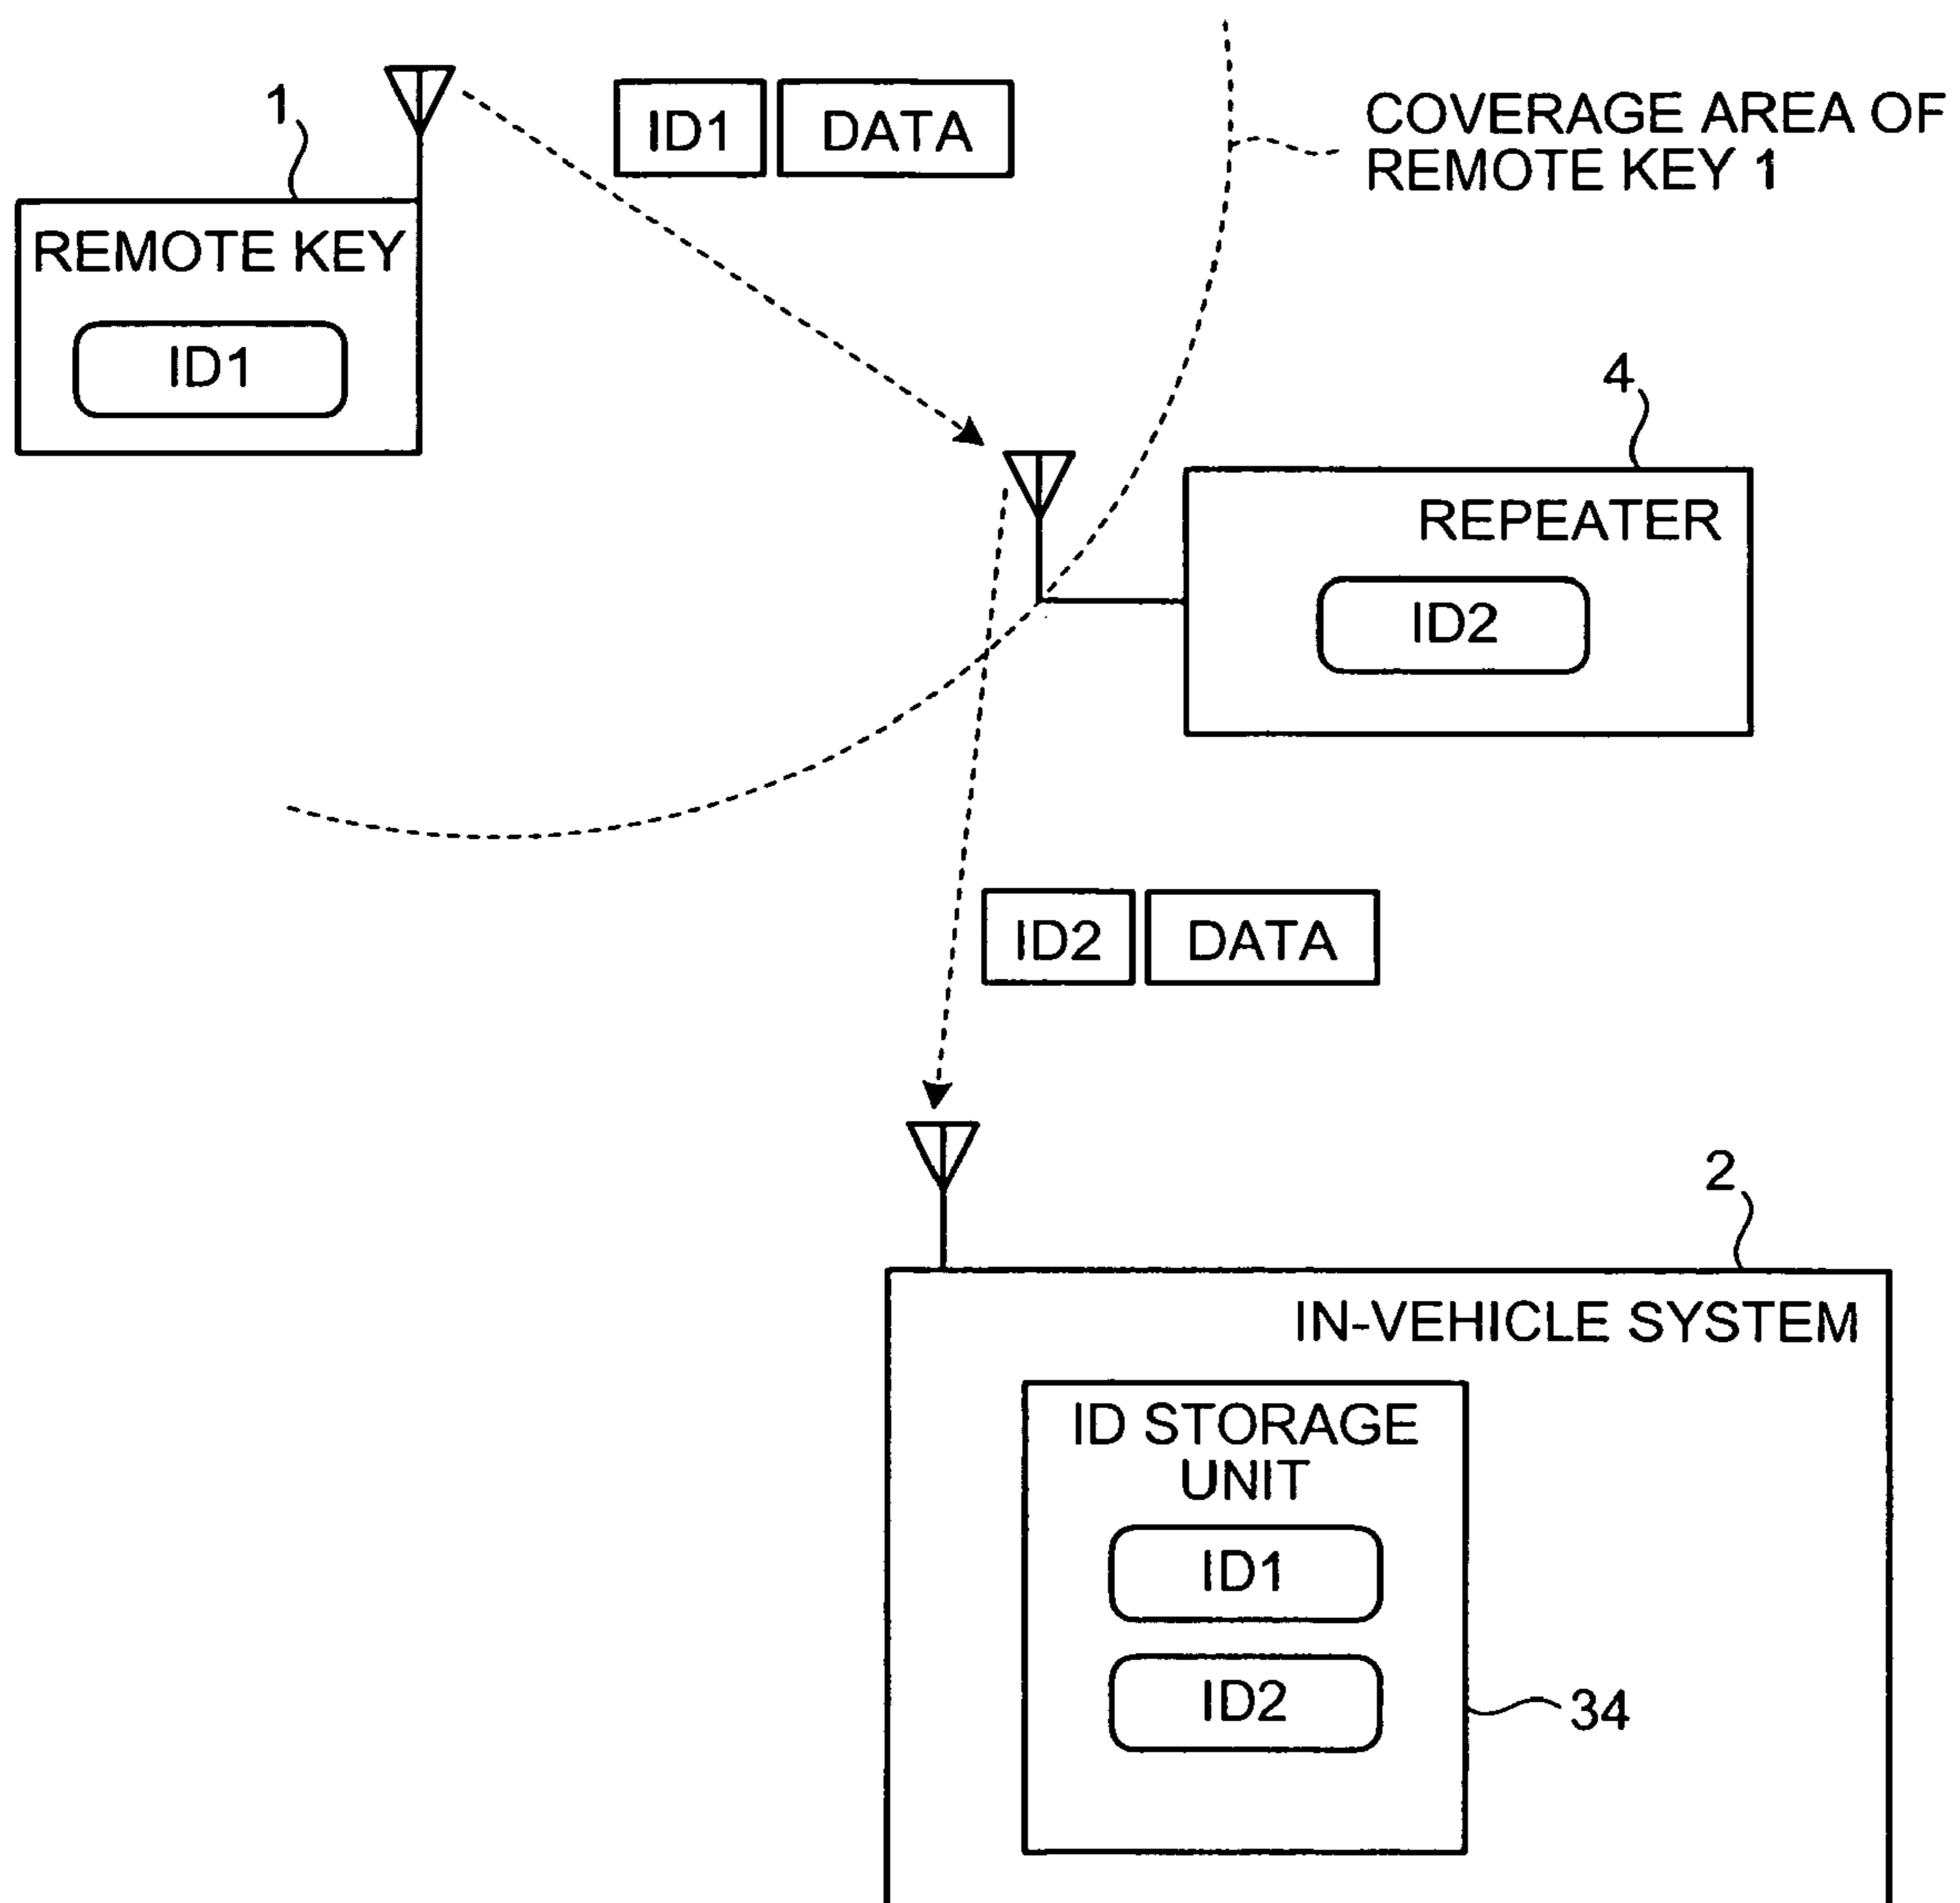 1
ID1 DATA
COVERAGE AREA OF
REMOTE KEY 1
REMOTE KEY
ID1
4
REPEATER
ID2
ID2 DATA
2
IN-VEHICLE SYSTEM
ID STORAGE
UNIT
ID1
ID2
34